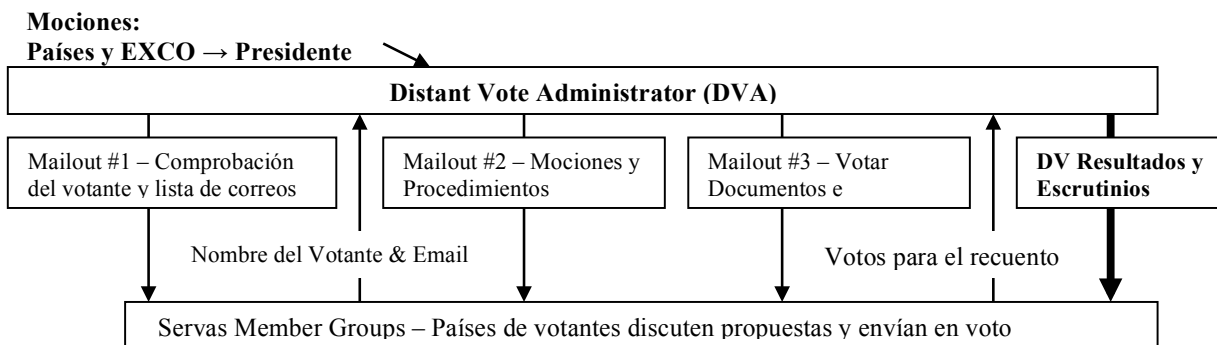 Mociones:
Países y EXCO → Presidente
Distant Vote Administrator (DVA)
Mailout #1 – Comprobación
del votante y lista de correos
Mailout #2 – Mociones y
Procedimientos
Mailout #3 – Votar
Documentos e
DV Resultados y
Escrutinios
Nombre del Votante & Email
Votos para el recuento
Servas Member Groups – Países de votantes discuten propuestas y envían en voto